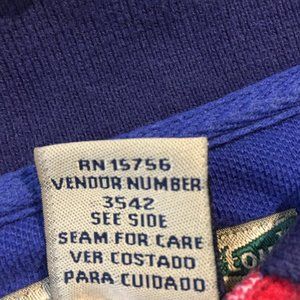 RN 15756
VENDOR NUMBER
3542
SEE SIDE
SEAM FOR CARE
VER COSTADO
PARA CUIDADO